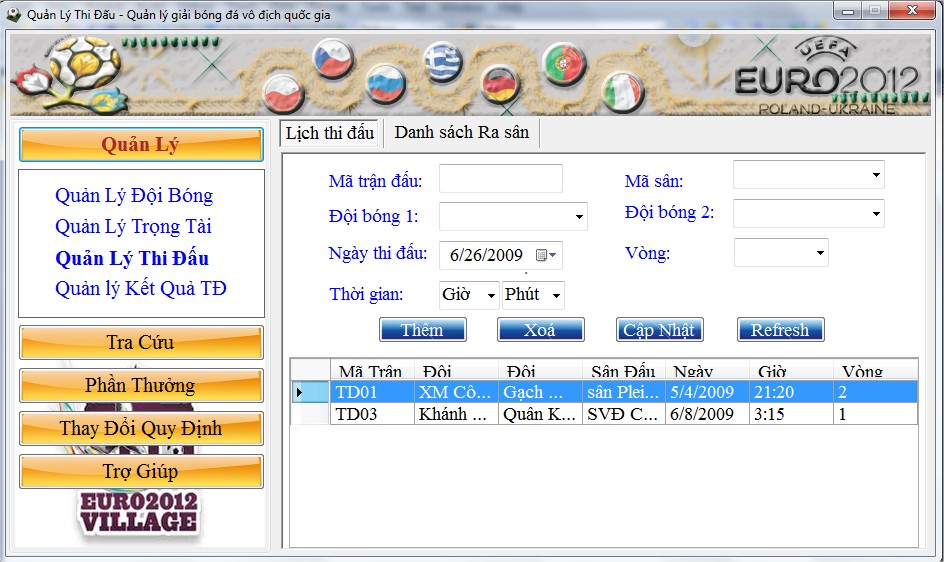 Quản Lý Thi Đấu - Quản lý giải bóng đá vô địch quốc gia
UEFA
EURO2012
POLAND-UKRAINE
Quản Lý
Quản Lý Đội Bóng
Quản Lý Trọng Tài
Quản Lý Thi Đấu
Quản lý Kết Quả TĐ
Tra Cứu
Phần Thưởng
Thay Đổi Quy Định
Trợ Giúp
EURO2012
VILLAGE
Lịch thi đấu Danh sách Ra sân
Mã trận đấu: Mã sân:
Đội bóng 1: Đội bóng 2:
Ngày thi đấu: 6/26/2009 Vòng:
Thời gian: Giờ Phút
Thêm Xoá Cập Nhật Refresh
Mã Trận Đội Đội Sân Đấu Ngày Giờ Vòng
TD01 XM Cô... Gạch ... sân Plei... 5/4/2009 21:20 2
TD03 Khánh ... Quân K... SVĐ C... 6/8/2009 3:15 1